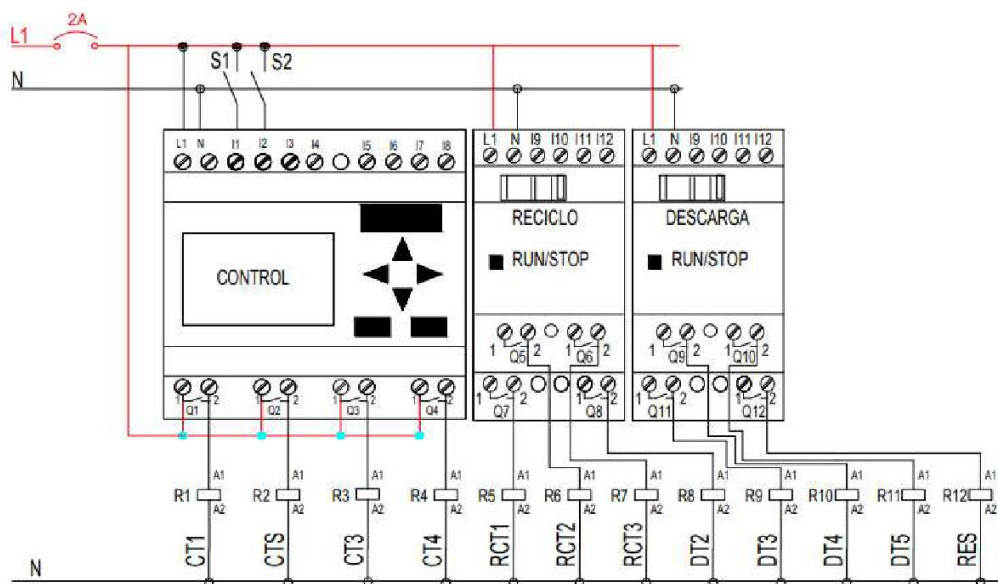 2A
L1
S1 S2
N
L1 N I1 I2 I3 I4 I5 I6 I7 I8
L1 N I9 I10 I11 I12
L1 N I9 I10 I11 I12
RECICLO
DESCARGA
RUN/STOP
RUN/STOP
CONTROL
1 Q5 2 1 Q6 2
1 Q9 2 1 Q10 2
1 Q1 2 1 Q2 2 1 Q3 2 1 Q4 2
1 Q7 2 1 Q8 2
1 Q11 2 1 Q12 2
A1 A1 A1 A1 A1 A1 A1 A1 A1 A1 A1 A1
R1 R2 R3 R4 R5 R6 R7 R8 R9 R10 R11 R12
A2 A2 A2 A2 A2 A2 A2 A2 A2 A2 A2 A2
CT1 CTS CT3 CT4 RCT1 RCT2 RCT3 DT2 DT3 DT4 DT5 RES
N